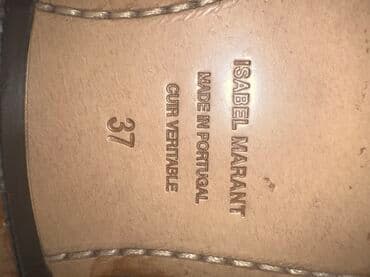 ISABEL MARANT
MADE IN PORTUGAL
CUIR VERITABLE
37